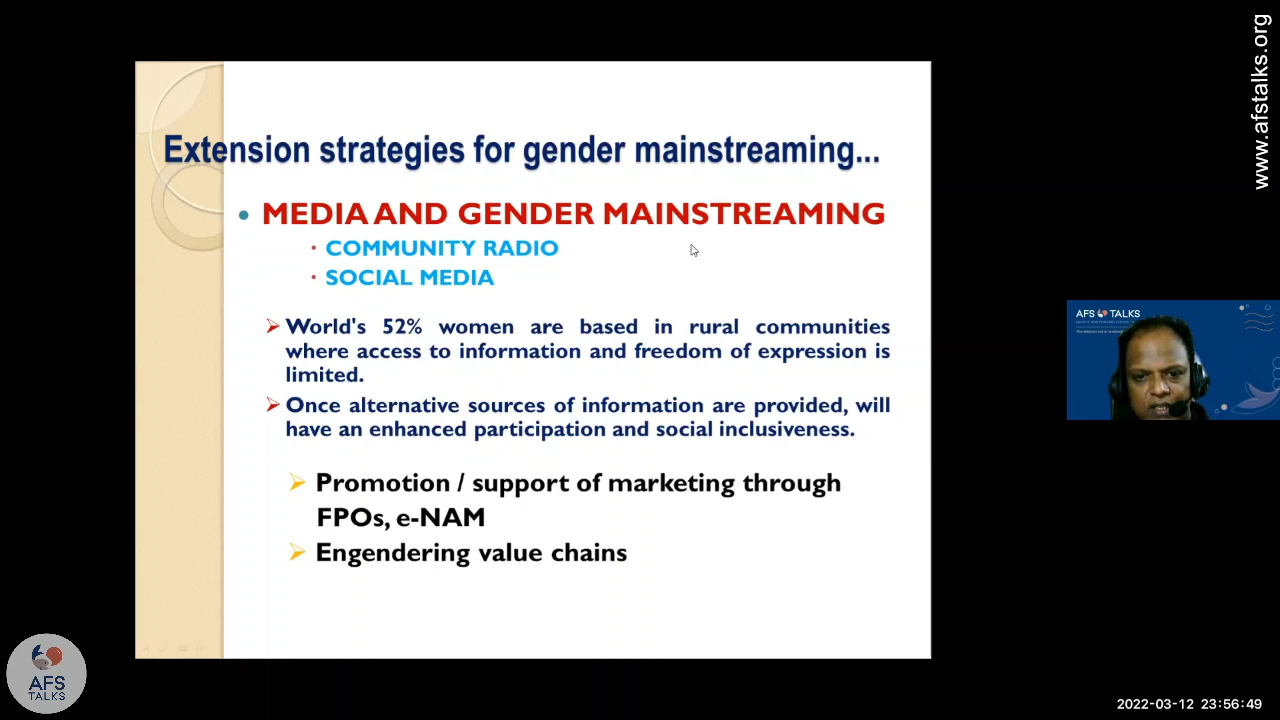 www.afstalks.org
Extension strategies for gender mainstreaming...
• MEDIA AND GENDER MAINSTREAMING
• COMMUNITY RADIO
• SOCIAL MEDIA
World's 52% women are based in rural communities
where access to information and freedom of expression is
limited.
Once alternative sources of information are provided, will
have an enhanced participation and social inclusiveness.
Promotion / support of marketing through
FPOs, e-NAM
Engendering value chains
AFS TALKS
AFS
TALKS
2022-03-12 23:56:49